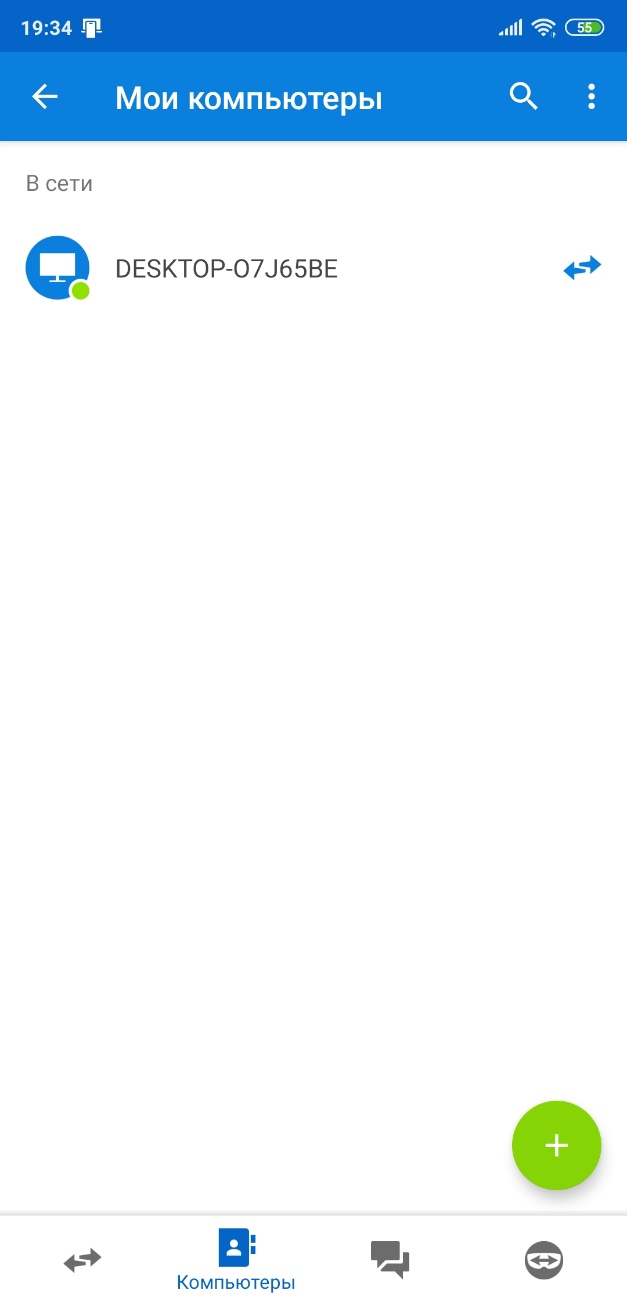 19:34
55
Мои компьютеры
В сети
DESKTOP-O7J65BE
Компьютеры